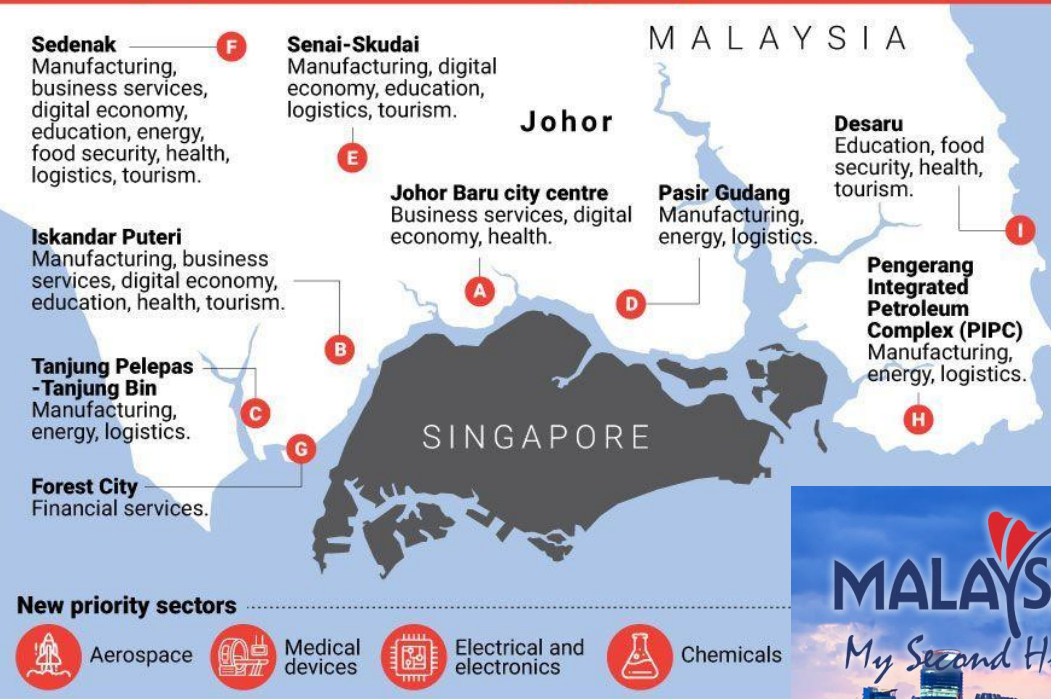 Sedenak
Manufacturing,
business services,
digital economy,
education, energy,
food security, health,
logistics, tourism.
F
Senai-Skudai
Manufacturing, digital
economy, education,
logistics, tourism.
E
MALAYSIA
Johor
Desaru
Education, food
security, health,
tourism.
I
Johor Baru city centre
Business services, digital
economy, health.
A
Pasir Gudang
Manufacturing,
energy, logistics.
D
Iskandar Puteri
Manufacturing, business
services, digital economy,
education, health, tourism.
B
Pengerang
Integrated
Petroleum
Complex (PIPC)
Manufacturing,
energy, logistics.
H
Tanjung Pelepas
-Tanjung Bin
Manufacturing,
energy, logistics.
C
G
SINGAPORE
Forest City
Financial services.
New priority sectors
Aerospace
Medical
devices
Electrical and
electronics
Chemicals
MALAYS
My Second H